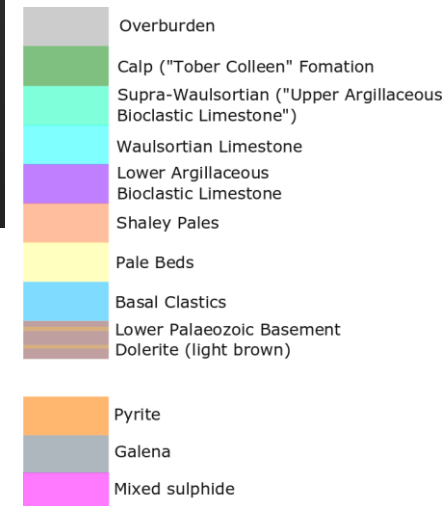 Overburden
Calp ("Tober Colleen" Fomation
Supra-Waulsortian ("Upper Argillaceous
Bioclastic Limestone")
Waulsortian Limestone
Lower Argillaceous
Bioclastic Limestone
Shaley Pales
Pale Beds
Basal Clastics
Lower Palaeozoic Basement
Dolerite (light brown)
Pyrite
Galena
Mixed sulphide